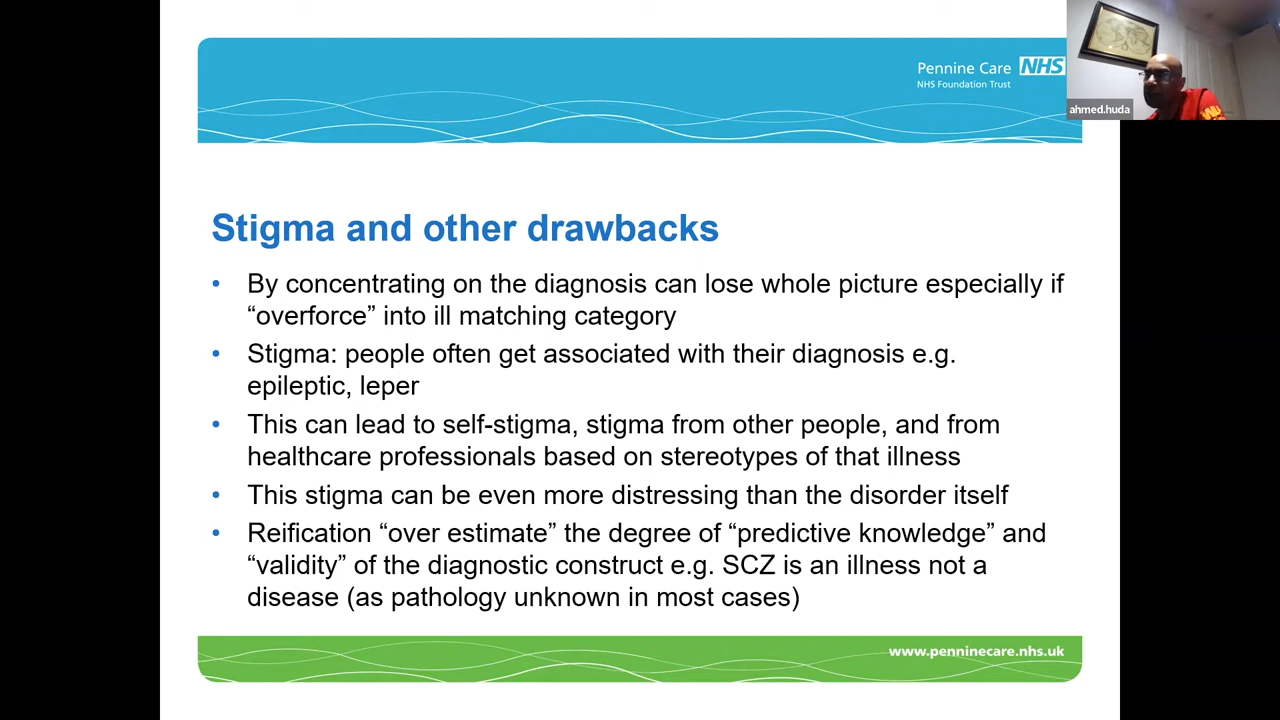 Pennine Care NHS
NHS Foundation Trust
ahmed.huda
Stigma and other drawbacks
• By concentrating on the diagnosis can lose whole picture especially if
“overforce” into ill matching category
• Stigma: people often get associated with their diagnosis e.g.
epileptic, leper
• This can lead to self-stigma, stigma from other people, and from
healthcare professionals based on stereotypes of that illness
• This stigma can be even more distressing than the disorder itself
• Reification “over estimate” the degree of “predictive knowledge” and
“validity” of the diagnostic construct e.g. SCZ is an illness not a
disease (as pathology unknown in most cases)
www.penninecare.nhs.uk